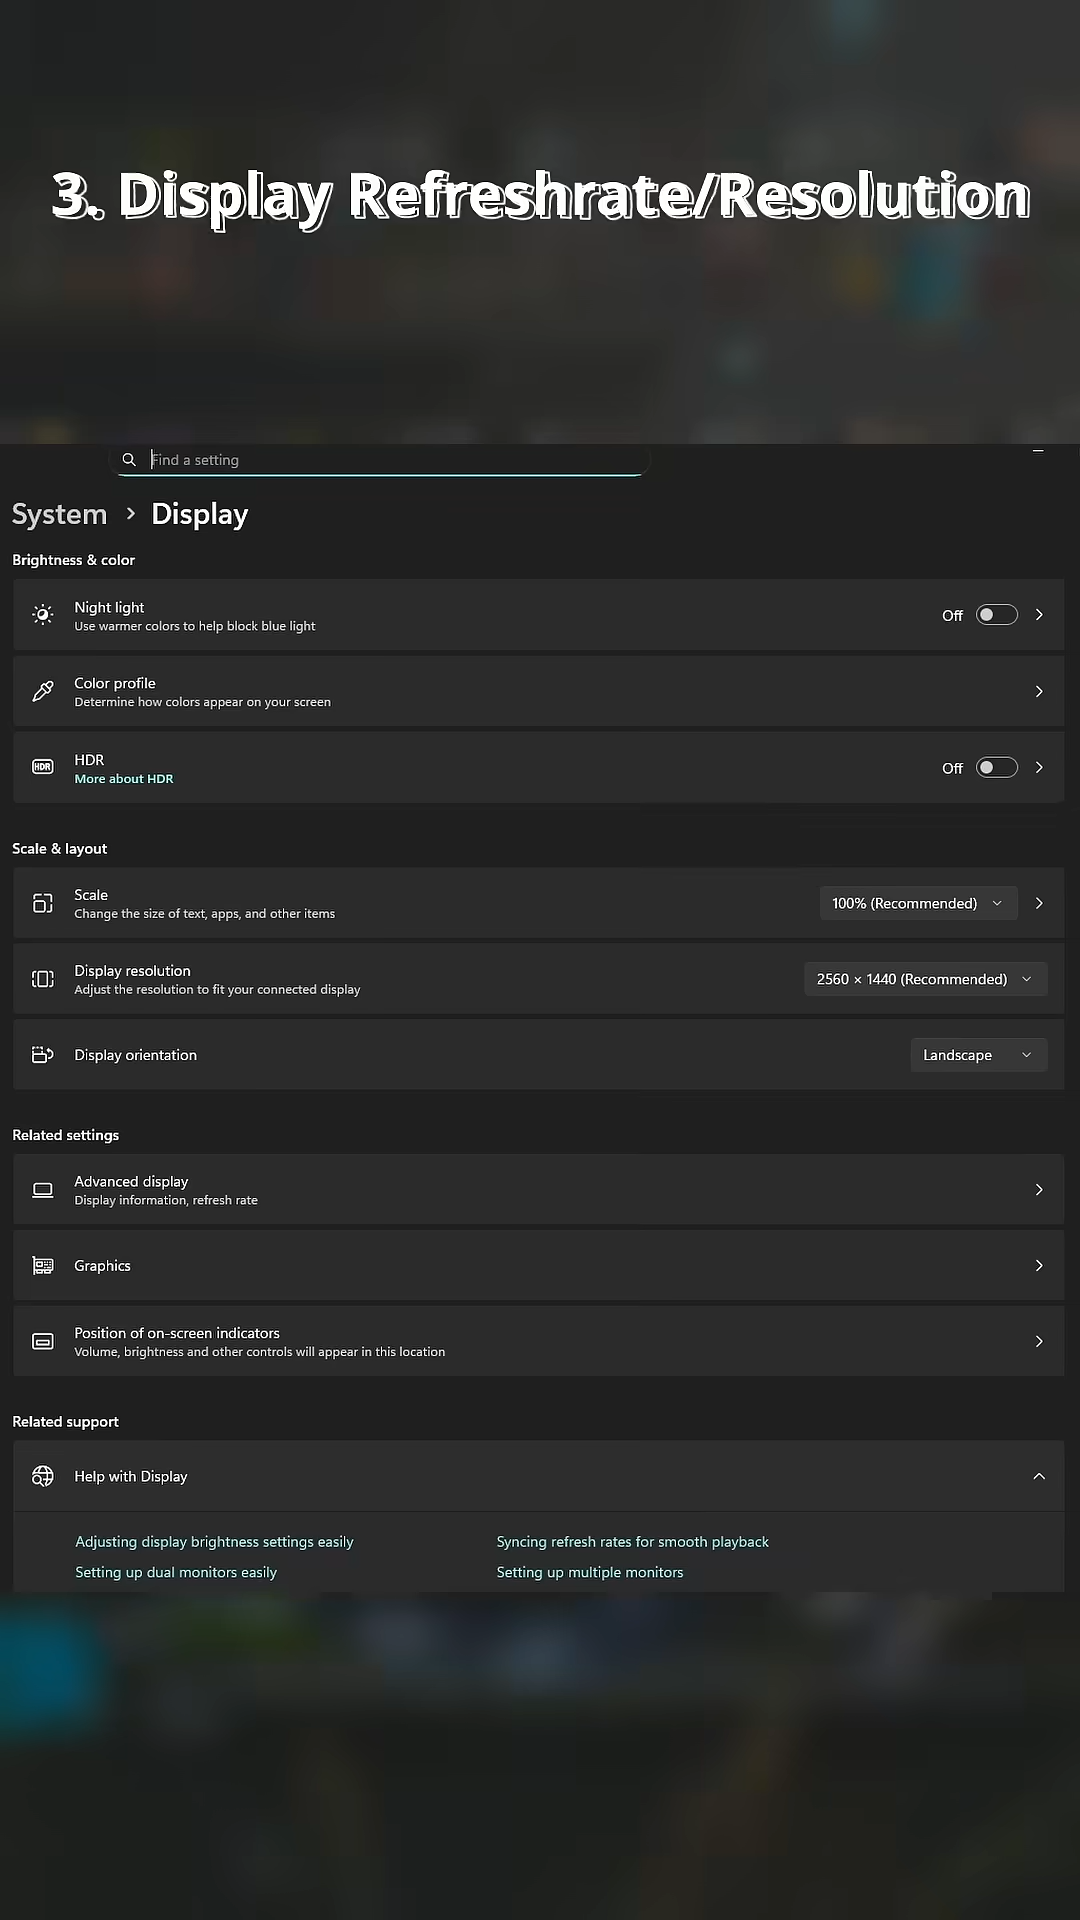 3. Display Refreshrate/Resolution
Find a setting
System > Display
Brightness & color
Night light
Use warmer colors to help block blue light
Off
Color profile
Determine how colors appear on your screen
HDR
HDR
More about HDR
Off
Scale & layout
Scale
Change the size of text, apps, and other items
100% (Recommended)
Display resolution
Adjust the resolution to fit your connected display
2560 × 1440 (Recommended)
Display orientation
Landscape
Related settings
Advanced display
Display information, refresh rate
Graphics
Position of on-screen indicators
Volume, brightness and other controls will appear in this location
Related support
Help with Display
Adjusting display brightness settings easily
Syncing refresh rates for smooth playback
Setting up dual monitors easily
Setting up multiple monitors